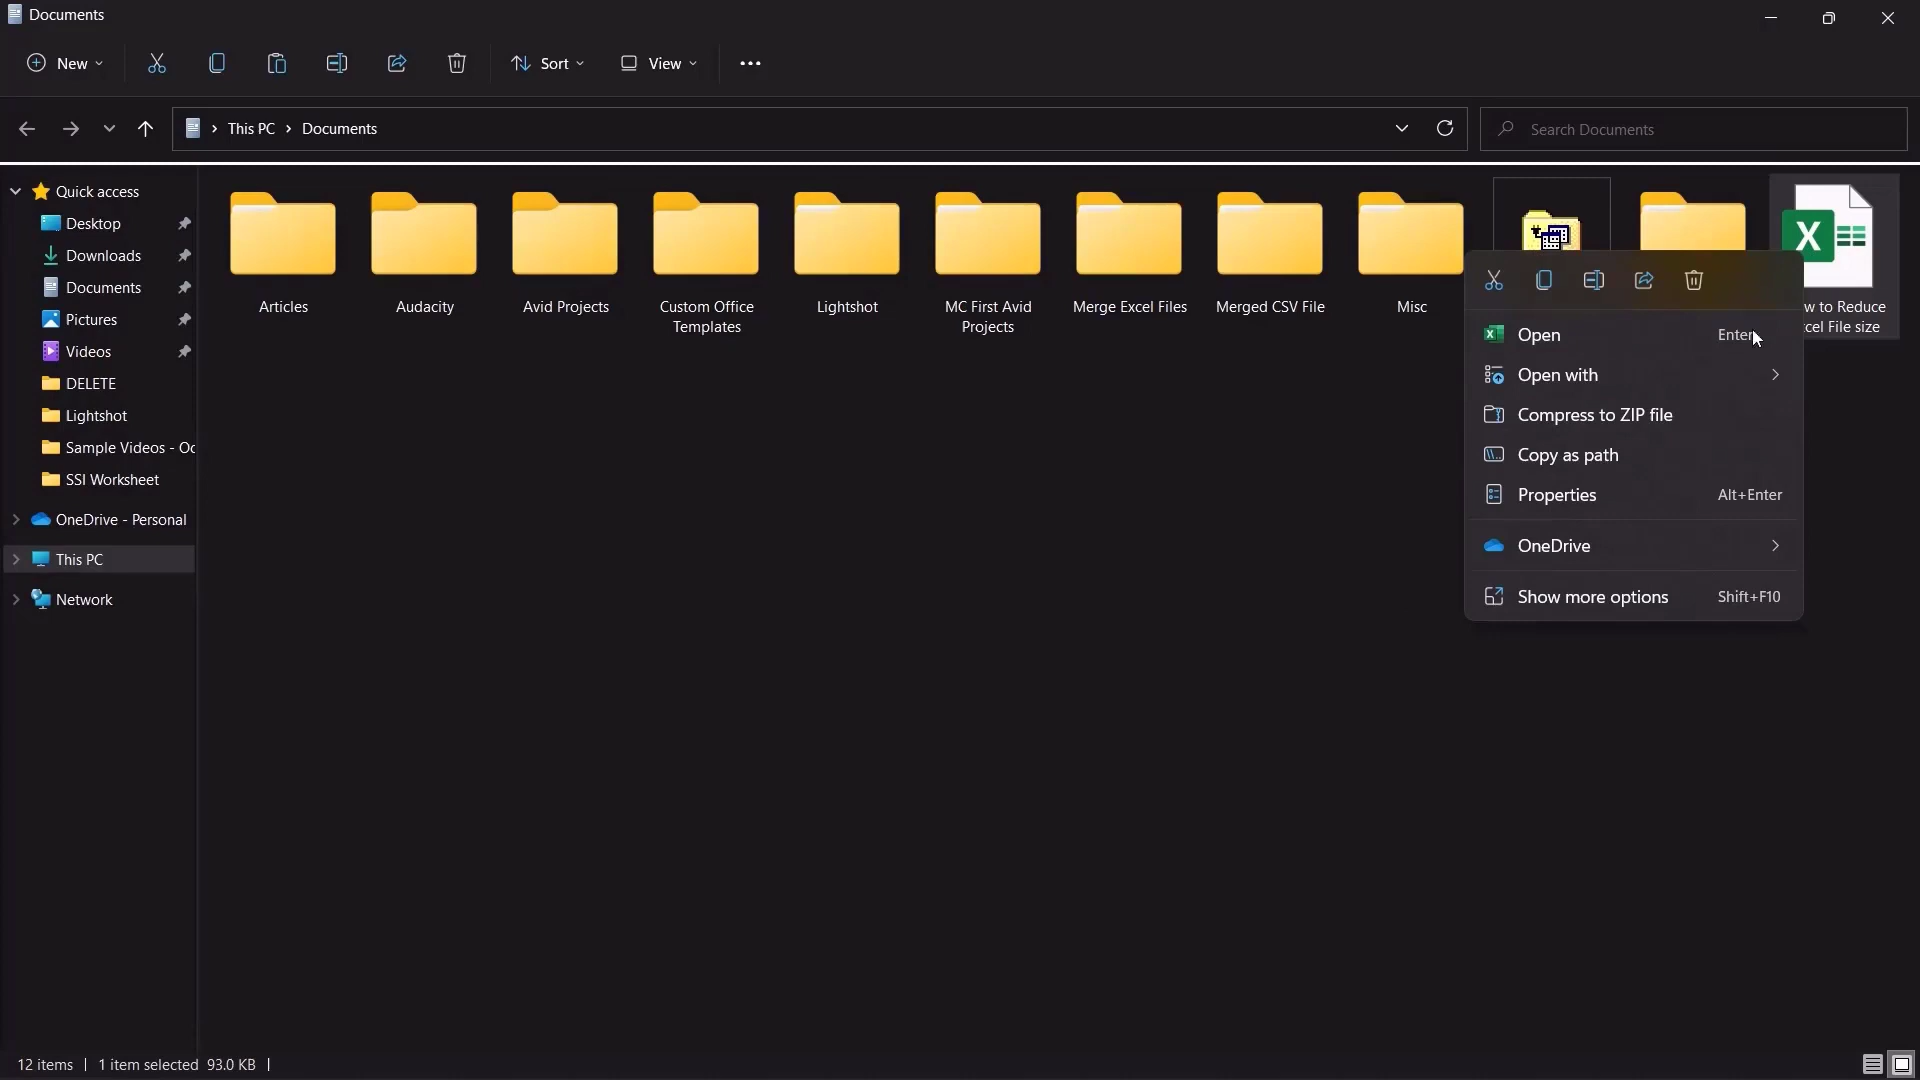 Documents
New
Sort
View
This PC
Documents
Search Documents
Quick access
Desktop
Downloads
Documents
Pictures
Videos
DELETE
Lightshot
Sample Videos - Oc
SSI Worksheet
OneDrive - Personal
This PC
Network
Articles
Audacity
Avid Projects
Custom Office
Templates
Lightshot
MC First Avid
Projects
Merge Excel Files
Merged CSV File
Misc
w to Reduce
cel File size
Open Enter
Open with
Compress to ZIP file
Copy as path
Properties Alt+Enter
OneDrive
Show more options Shift+F10
12 items | 1 item selected 93.0 KB |